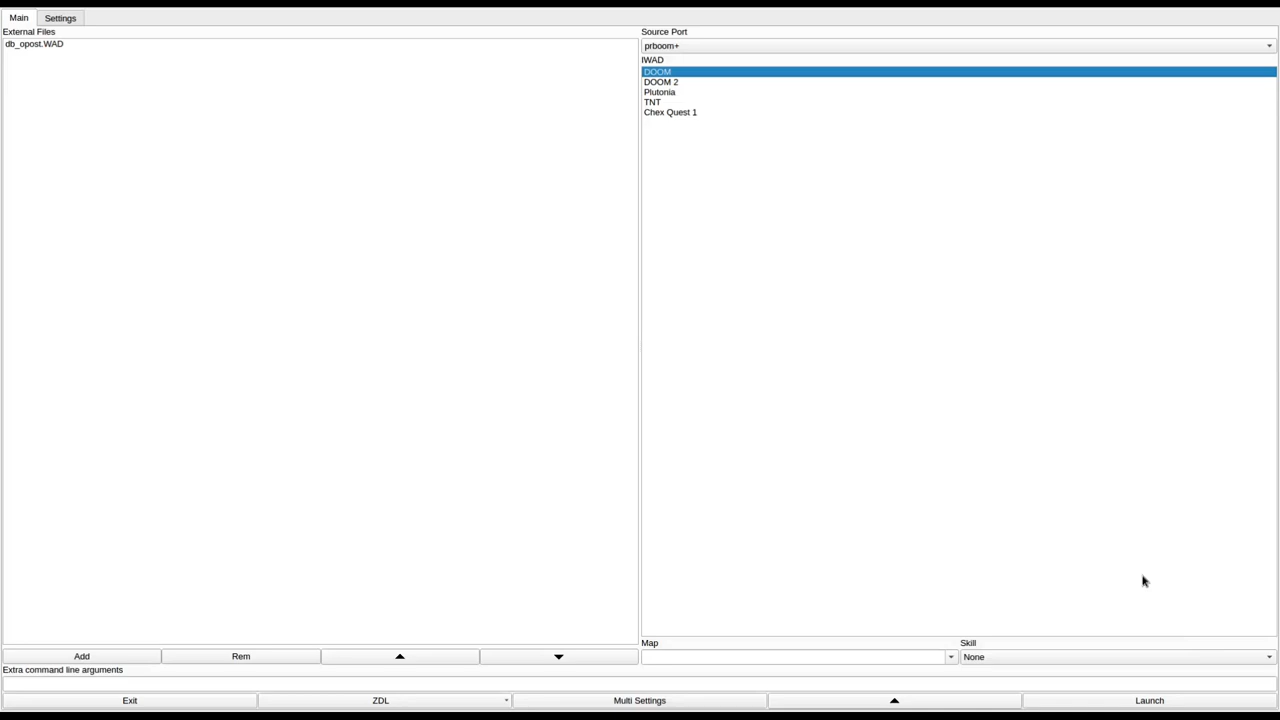 Main Settings
External Files
db_opost.WAD
Source Port
prboom+
IWAD
DOOM
DOOM 2
Plutonia
TNT
Chex Quest 1
Add Rem
Map Skill
None
Extra command line arguments
Exit ZDL Multi Settings Launch